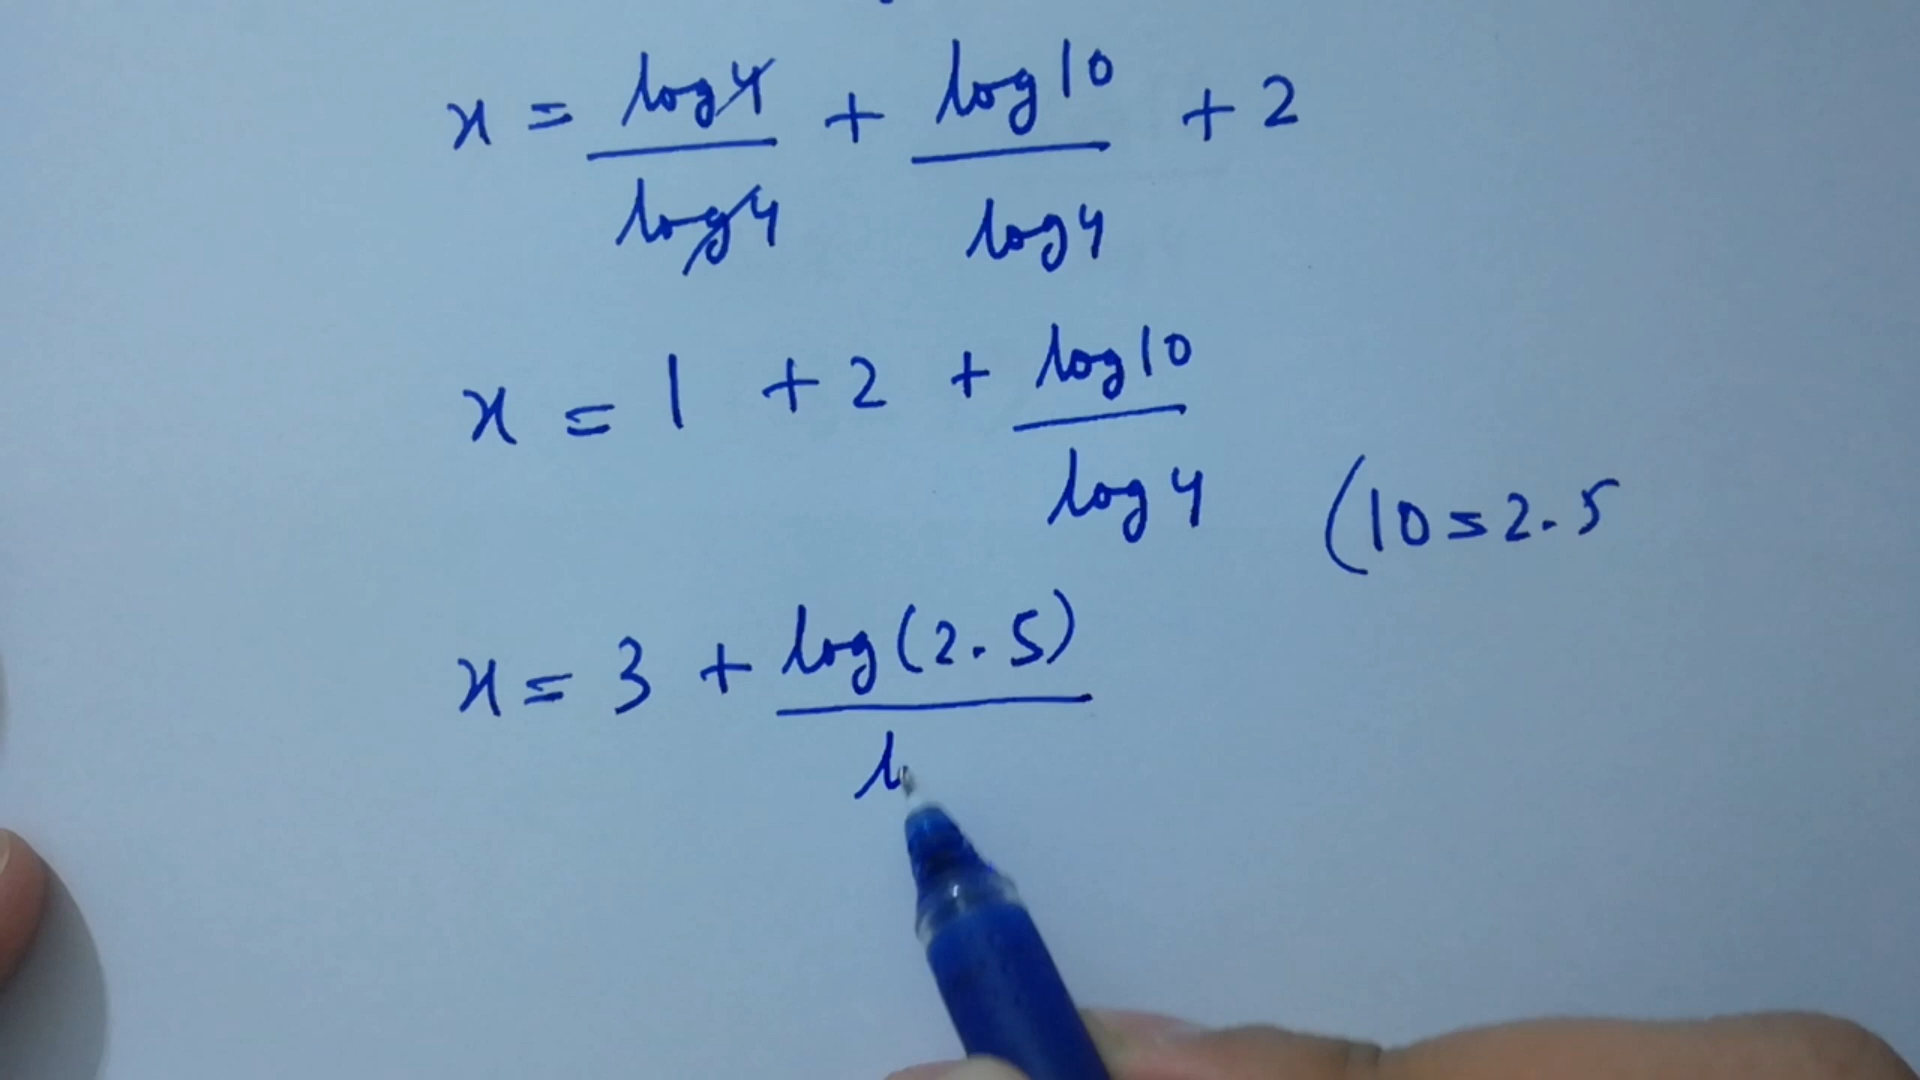 x = log4/log4 + log10/log4 + 2
x = 1 + 2 + log10/log4
(10=2.5
x = 3 + log(2.5)/l